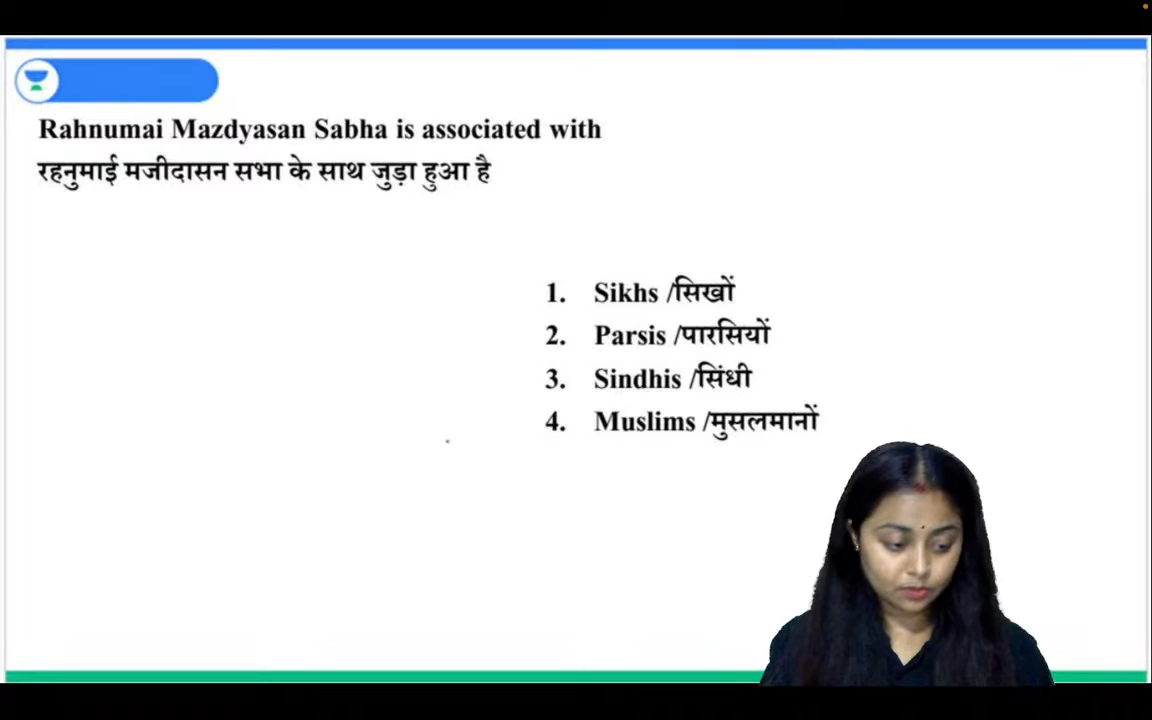 Rahnumai Mazdyasan Sabha is associated with
रहनुमाई मजीदासन सभा के साथ जुड़ा हुआ है
1. Sikhs /सिखों
2. Parsis /पारसियों
3. Sindhis /सिंधी
4. Muslims /मुसलमानों